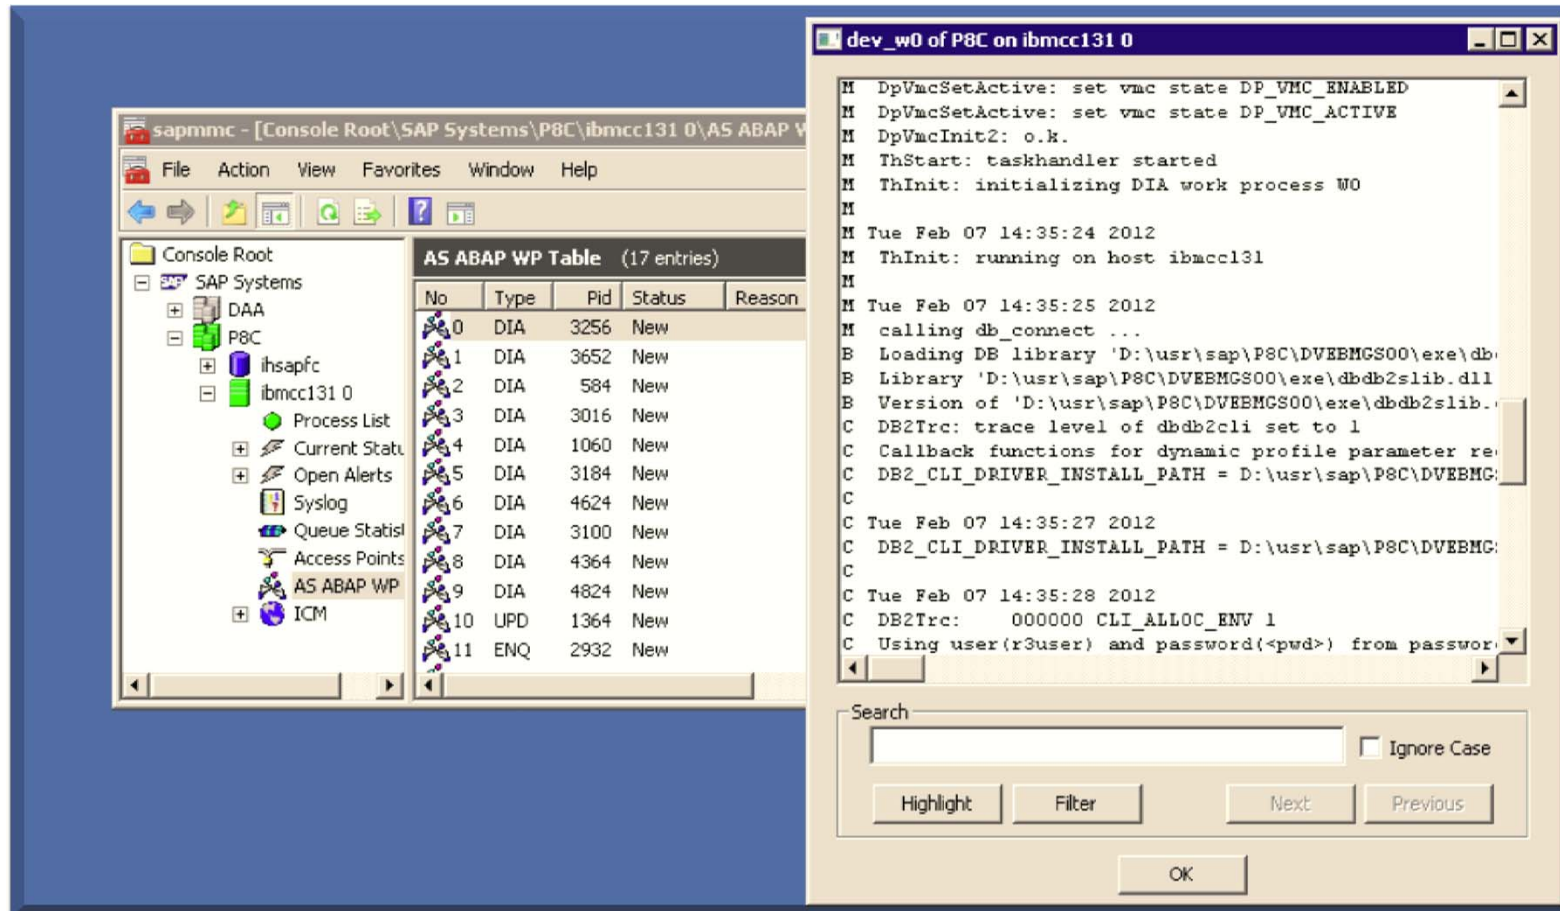 sapmmc - [Console Root\SAP Systems\P8C\ibmcc131 0\AS ABAP W
File Action View Favorites Window Help
Console Root
SAP Systems
DAA
P8C
ihsapfc
ibmcc131 0
Process List
Current Statu
Open Alerts
Syslog
Queue Statist
Access Points
AS ABAP WP
ICM
AS ABAP WP Table (17 entries)
No Type Pid Status Reason
0 DIA 3256 New
1 DIA 3652 New
2 DIA 584 New
3 DIA 3016 New
4 DIA 1060 New
5 DIA 3184 New
6 DIA 4624 New
7 DIA 3100 New
8 DIA 4364 New
9 DIA 4824 New
10 UPD 1364 New
11 ENQ 2932 New
dev_w0 of P8C on ibmcc131 0
M DpVmcSetActive: set vmc state DP_VMC_ENABLED
M DpVmcSetActive: set vmc state DP_VMC_ACTIVE
M DpVmcInit2: o.k.
M ThStart: taskhandler started
M ThInit: initializing DIA work process W0
M
M Tue Feb 07 14:35:24 2012
M ThInit: running on host ibmcc131
M
M Tue Feb 07 14:35:25 2012
M calling db_connect ...
B Loading DB library 'D:\usr\sap\P8C\DVEBMGS00\exe\db
B Library 'D:\usr\sap\P8C\DVEBMGS00\exe\dbdb2slib.dll
B Version of 'D:\usr\sap\P8C\DVEBMGS00\exe\dbdb2slib.
C DB2Trc: trace level of dbdb2cli set to 1
C Callback functions for dynamic profile parameter re
C DB2_CLI_DRIVER_INSTALL_PATH = D:\usr\sap\P8C\DVEBMG
C
C Tue Feb 07 14:35:27 2012
C DB2_CLI_DRIVER_INSTALL_PATH = D:\usr\sap\P8C\DVEBMG
C
C Tue Feb 07 14:35:28 2012
C DB2Trc: 000000 CLI_ALLOC_ENV 1
C Using user(r3user) and password(<pwd>) from passwor
Search
Ignore Case
Highlight Filter Next Previous
OK